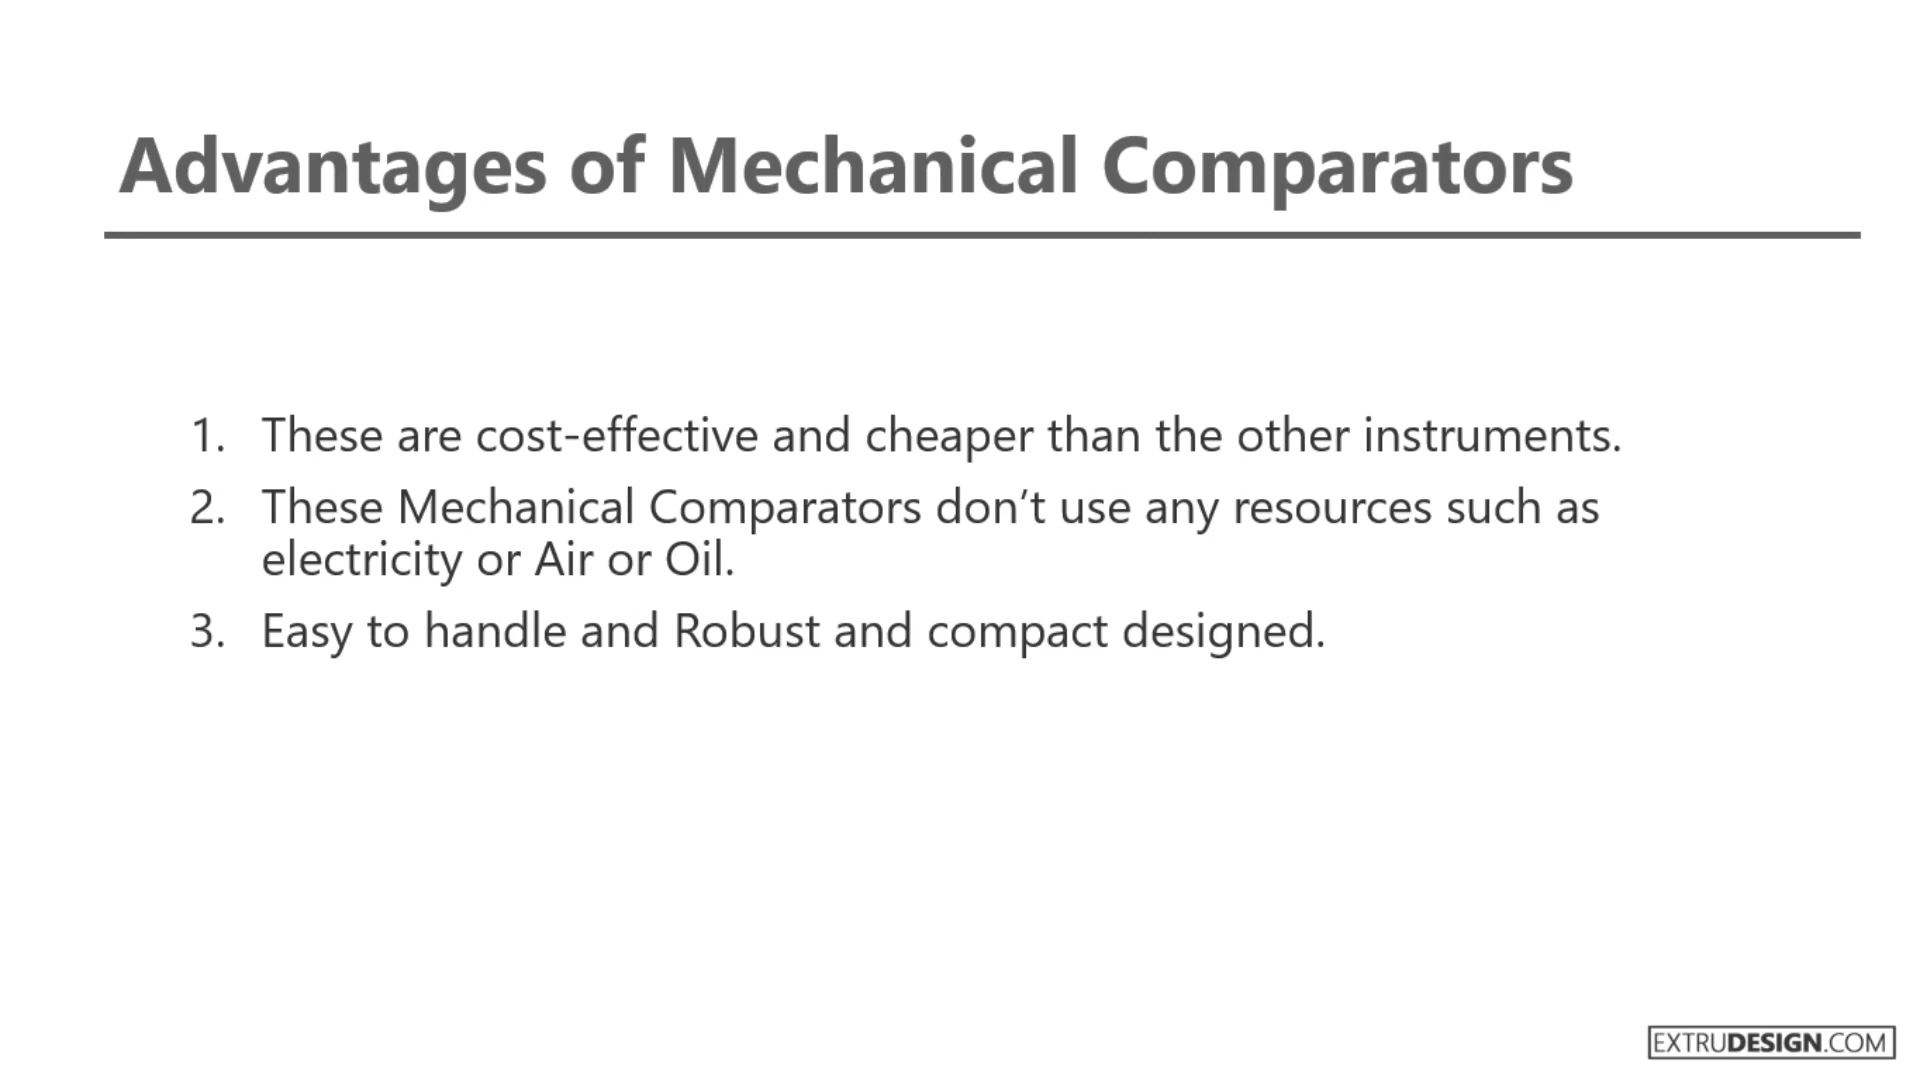 Advantages of Mechanical Comparators
1. These are cost-effective and cheaper than the other instruments.
2. These Mechanical Comparators don’t use any resources such as
electricity or Air or Oil.
3. Easy to handle and Robust and compact designed.
EXTRUDESIGN.COM